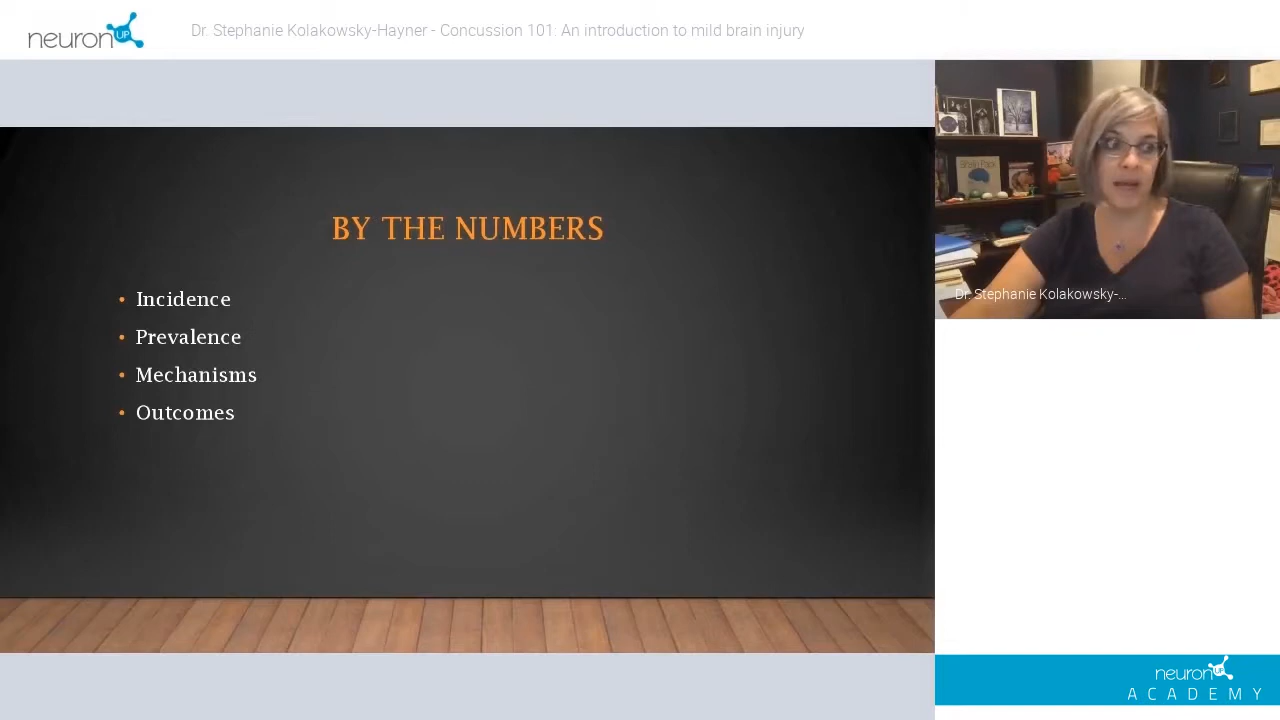 neuronUP
Dr. Stephanie Kolakowsky-Hayner - Concussion 101: An introduction to mild brain injury
BY THE NUMBERS
• Incidence
• Prevalence
• Mechanisms
• Outcomes
Dr. Stephanie Kolakowsky-...
neuronUP
ACADEMY